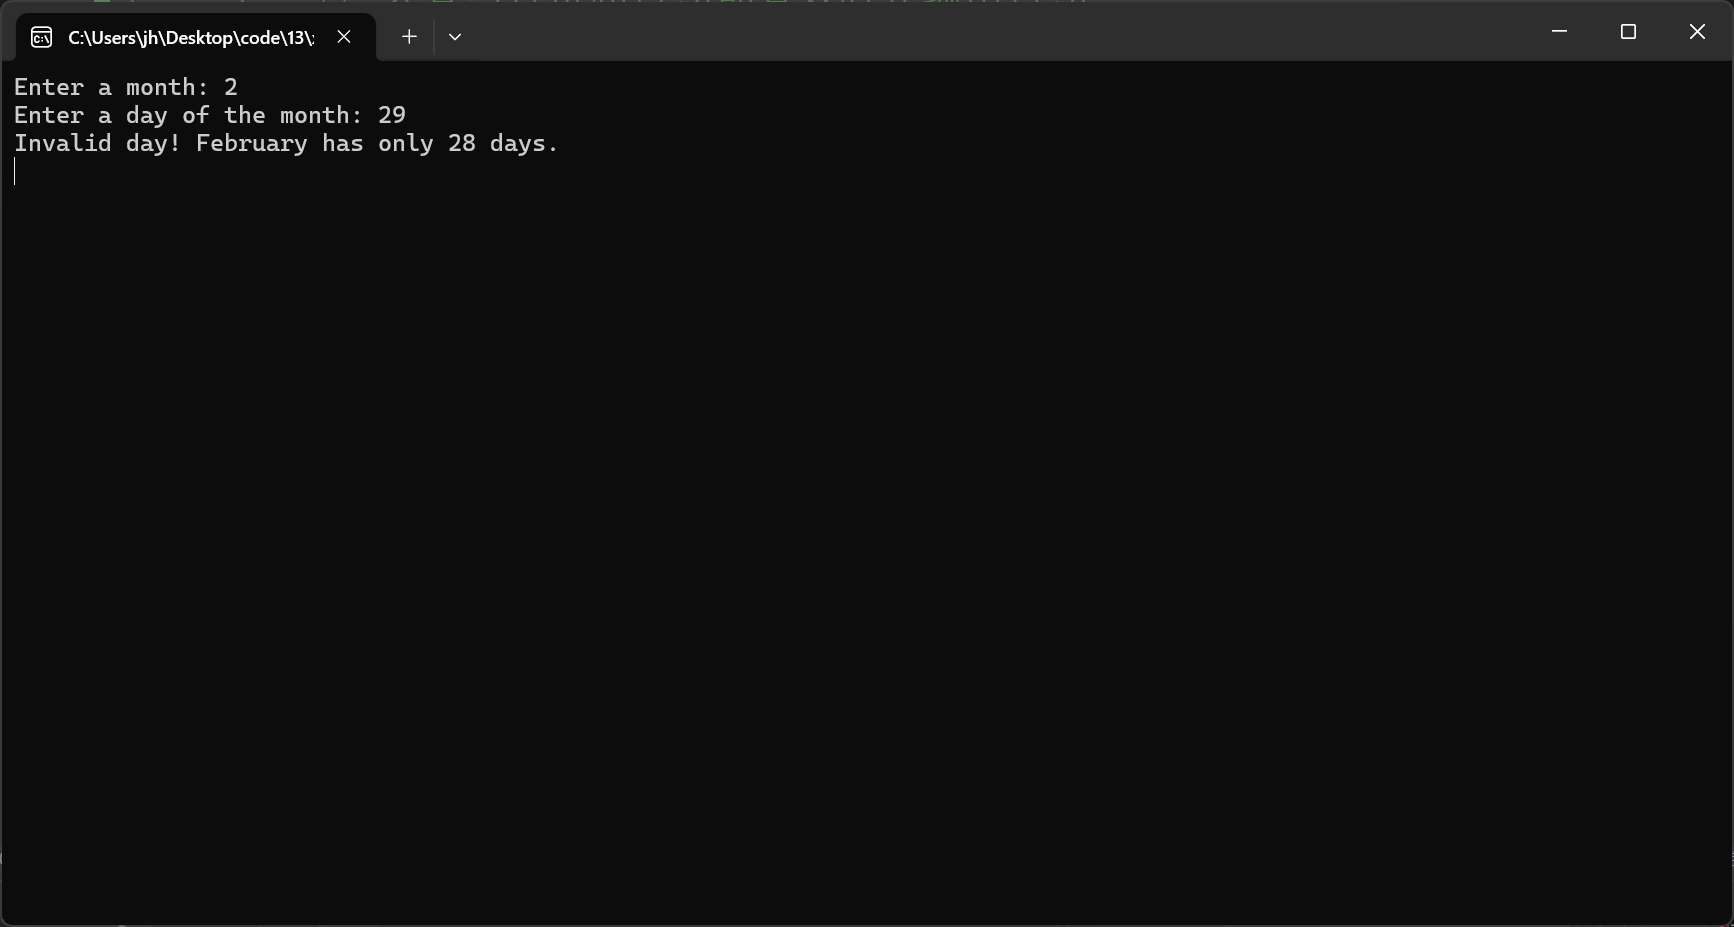 C:\Users\jh\Desktop\code\13\
Enter a month: 2
Enter a day of the month: 29
Invalid day! February has only 28 days.